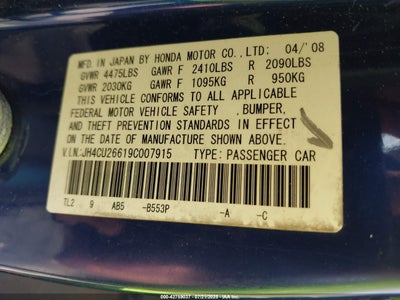 MFD. IN JAPAN BY HONDA MOTOR CO., LTD: 04/'08
GVWR 4475LBS GAWR F 2410LBS R 2090LBS
GVWR 2030KG GAWR F 1095KG R 950KG
THIS VEHICLE CONFORMS TO ALL APPLICABLE
FEDERAL MOTOR VEHICLE SAFETY , BUMPER,
THEFT PREVENTION STANDARDS IN EFFECT
ON THE DATE OF MANUFACTURE SHOWN ABOVE.
V.I.N.:JH4CU26619C007915 TYPE: PASSENGER CAR
TL2 9 AB5 -B553P -A -C